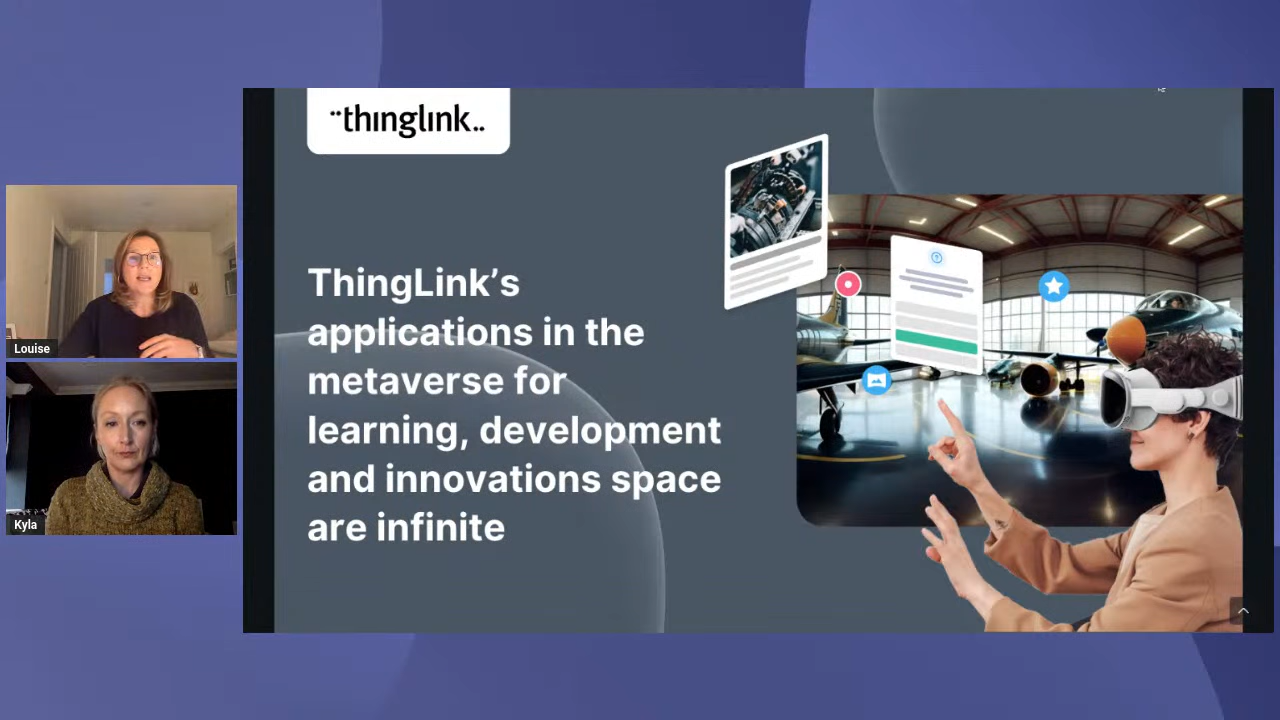 ¨thinglink..
ThingLink’s
applications in the
metaverse for
learning, development
and innovations space
are infinite
Louise
Kyla